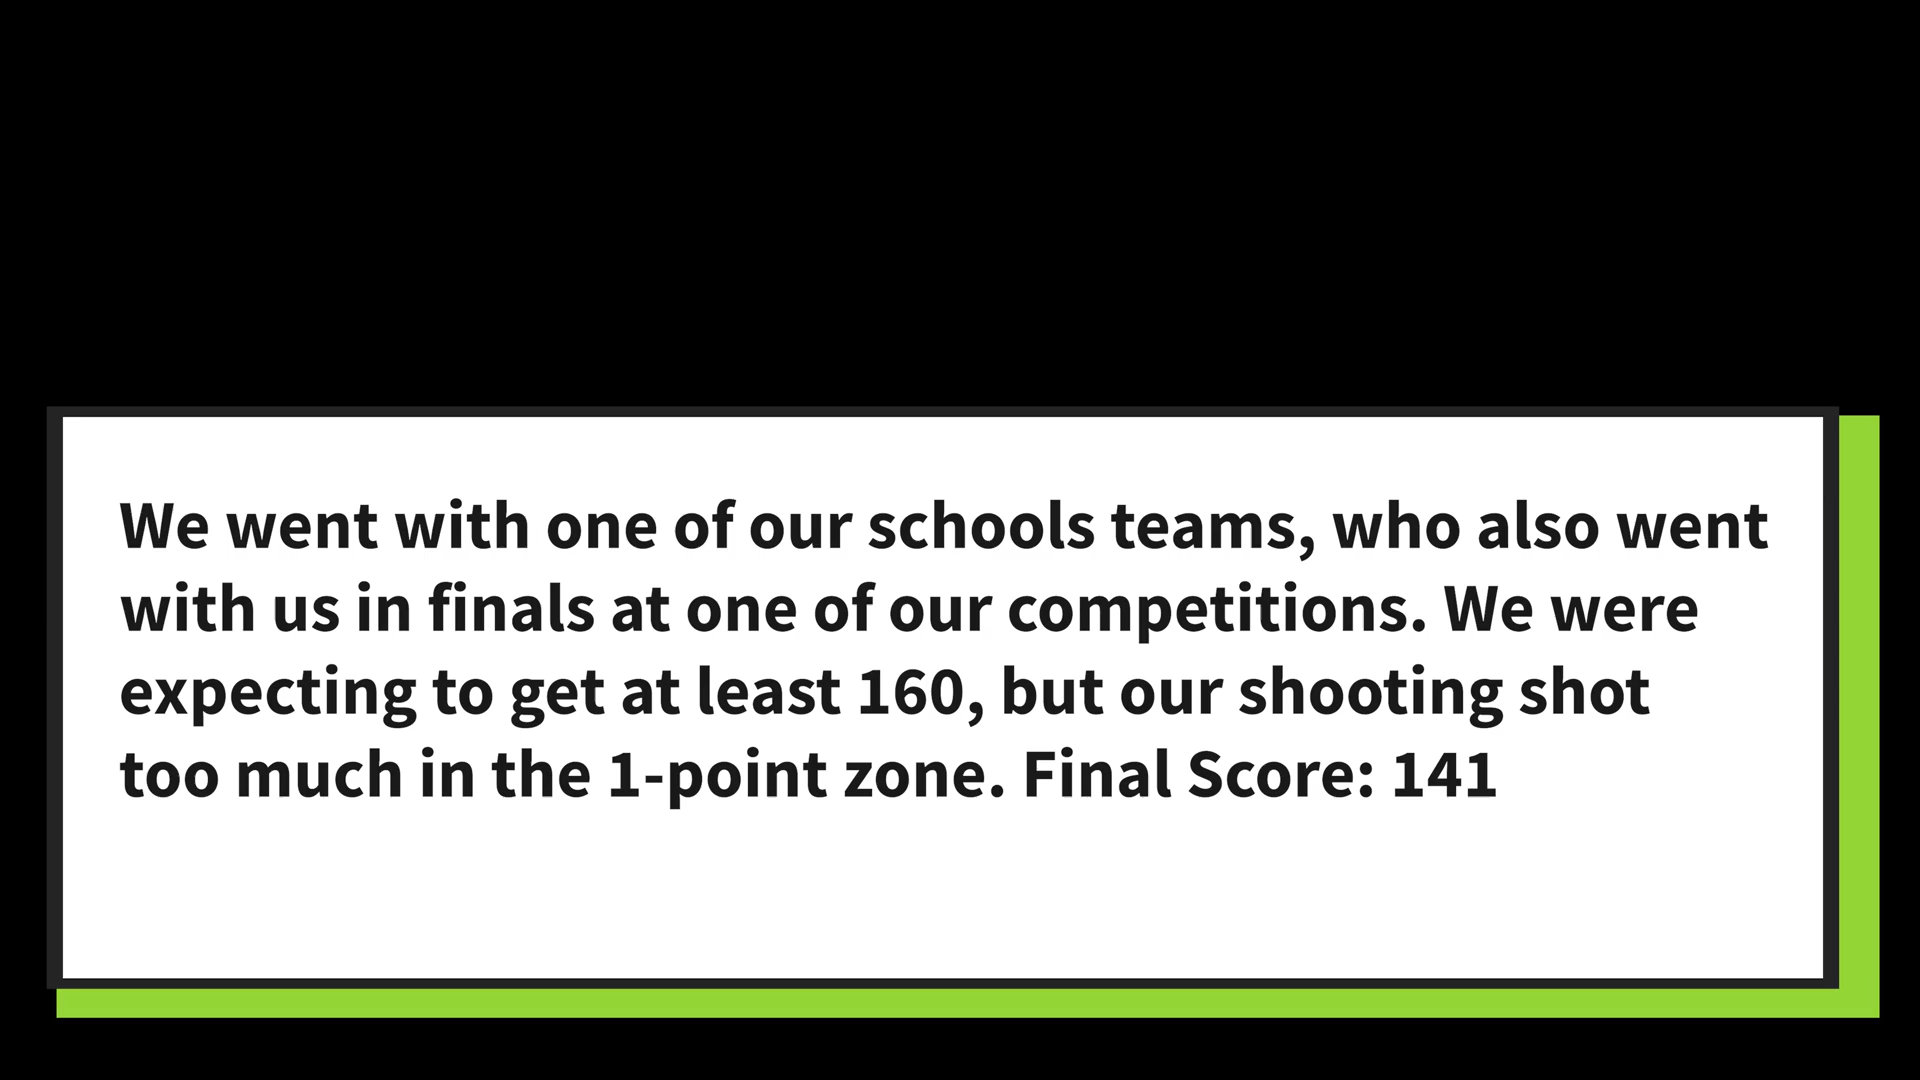 We went with one of our schools teams, who also went
with us in finals at one of our competitions. We were
expecting to get at least 160, but our shooting shot
too much in the 1-point zone. Final Score: 141